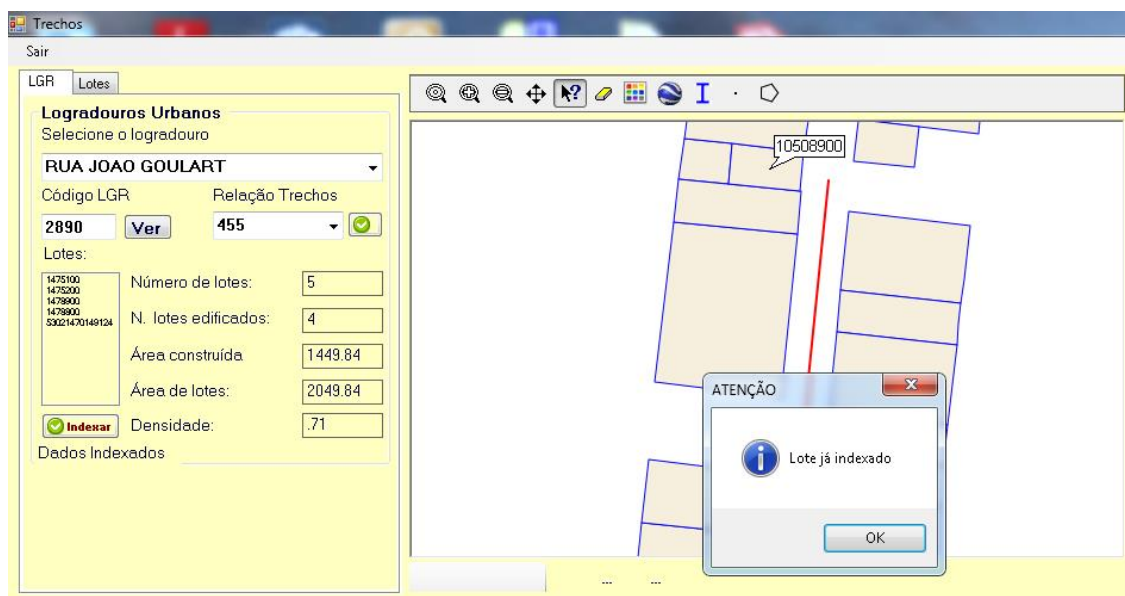 Trechos
Sair
LGR Lotes
Logradouros Urbanos
Selecione o logradouro
RUA JOAO GOULART
Código LGR Relação Trechos
2890 Ver 455
Lotes:
1475100
1475200
1478900
1478800
53021470149124
Número de lotes: 5
N. lotes edificados: 4
Área construída 1449.84
Área de lotes: 2049.84
Indexar Densidade: .71
Dados Indexados
10508900
ATENÇÃO
Lote já indexado
OK
... ...